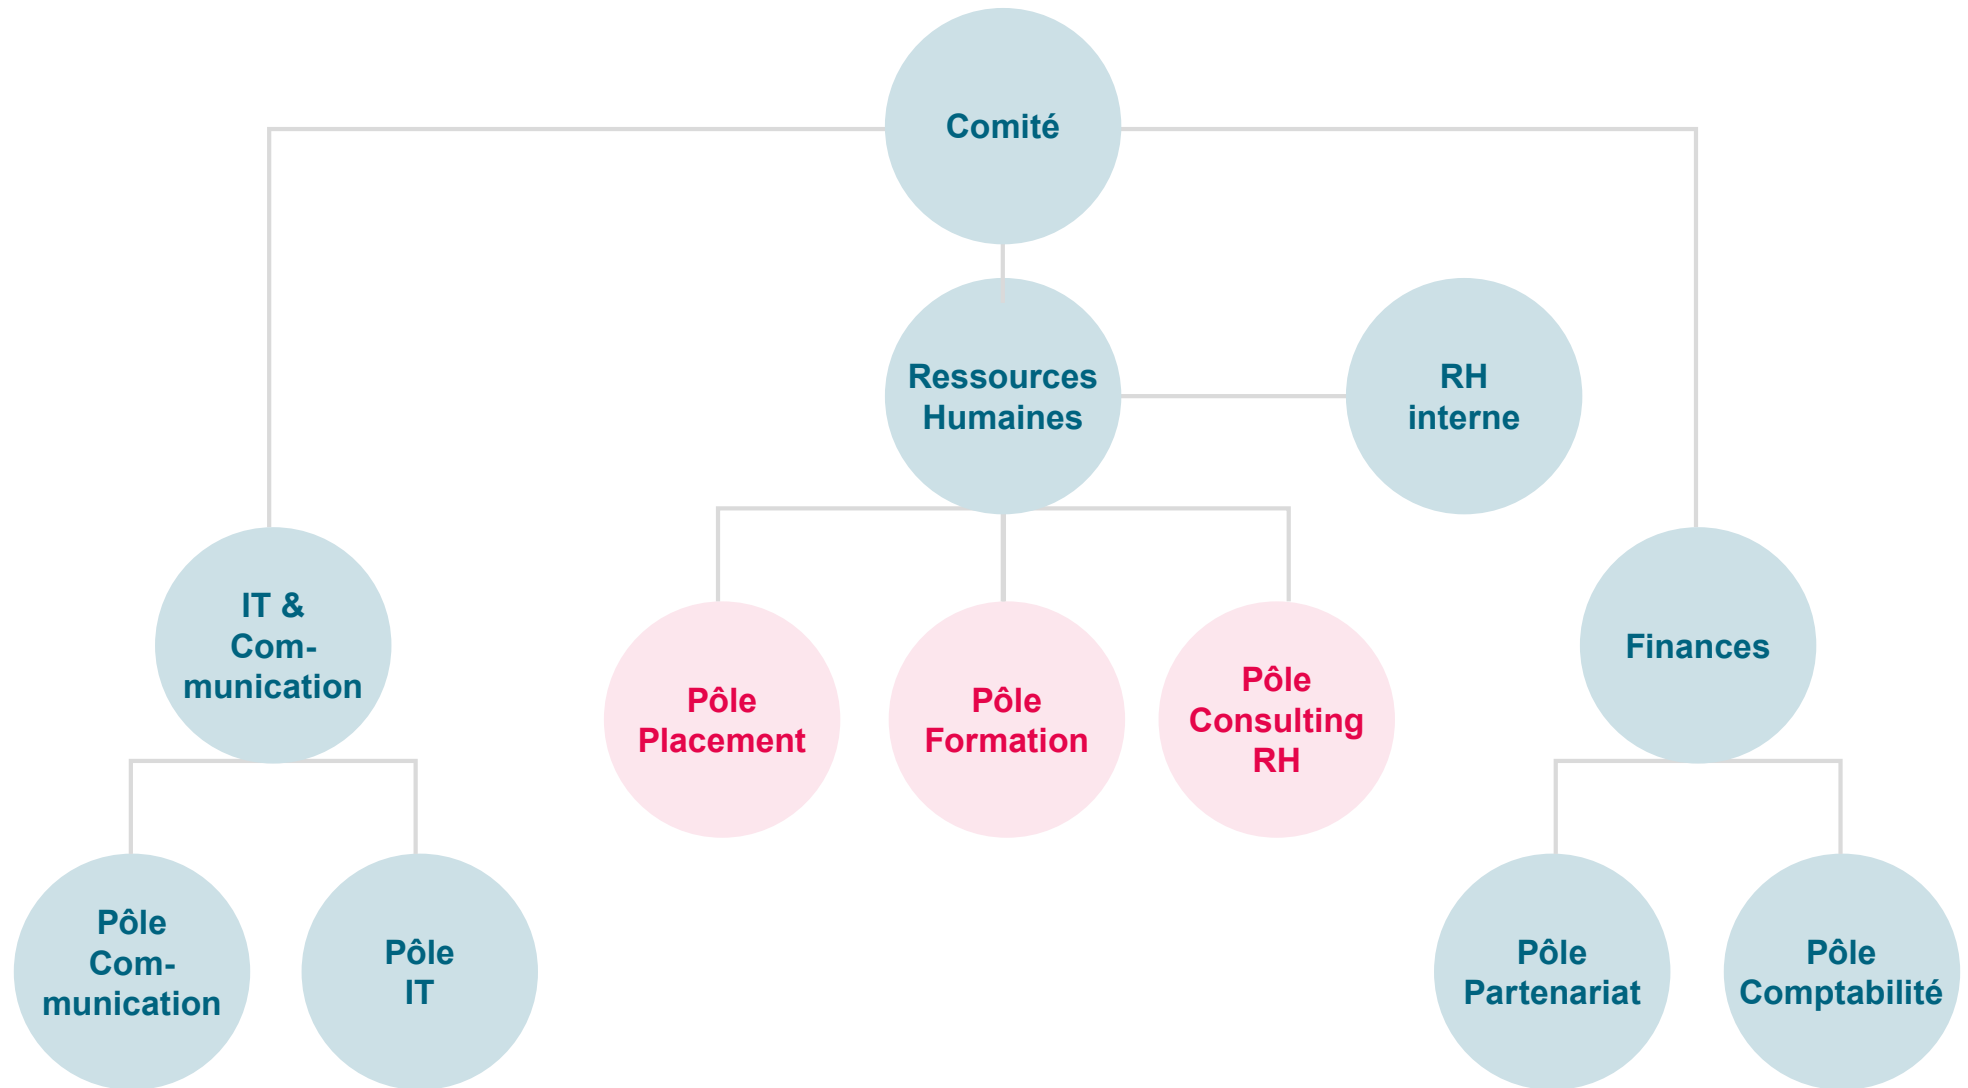 Comité
Ressources
Humaines
RH
interne
IT &
Com-
munication
Finances
Pôle
Placement
Pôle
Formation
Pôle
Consulting
RH
Pôle
Com-
munication
Pôle
IT
Pôle
Partenariat
Pôle
Comptabilité